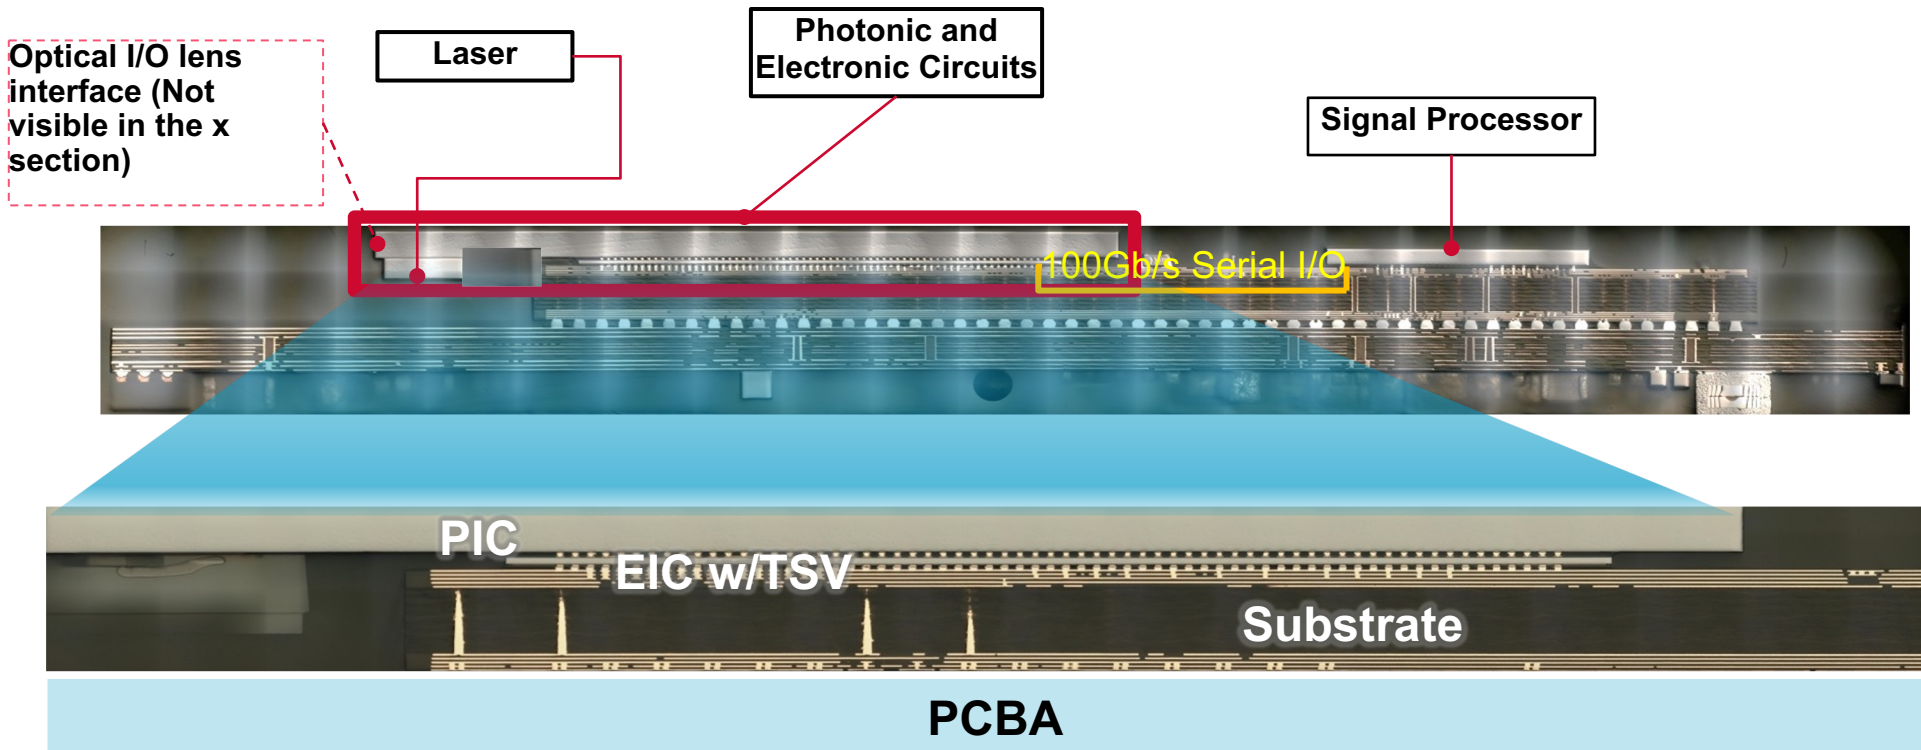 Optical I/O lens
interface (Not
visible in the x
section)
Laser
Photonic and
Electronic Circuits
Signal Processor
100Gb/s Serial I/O
PIC
EIC w/TSV
Substrate
PCBA